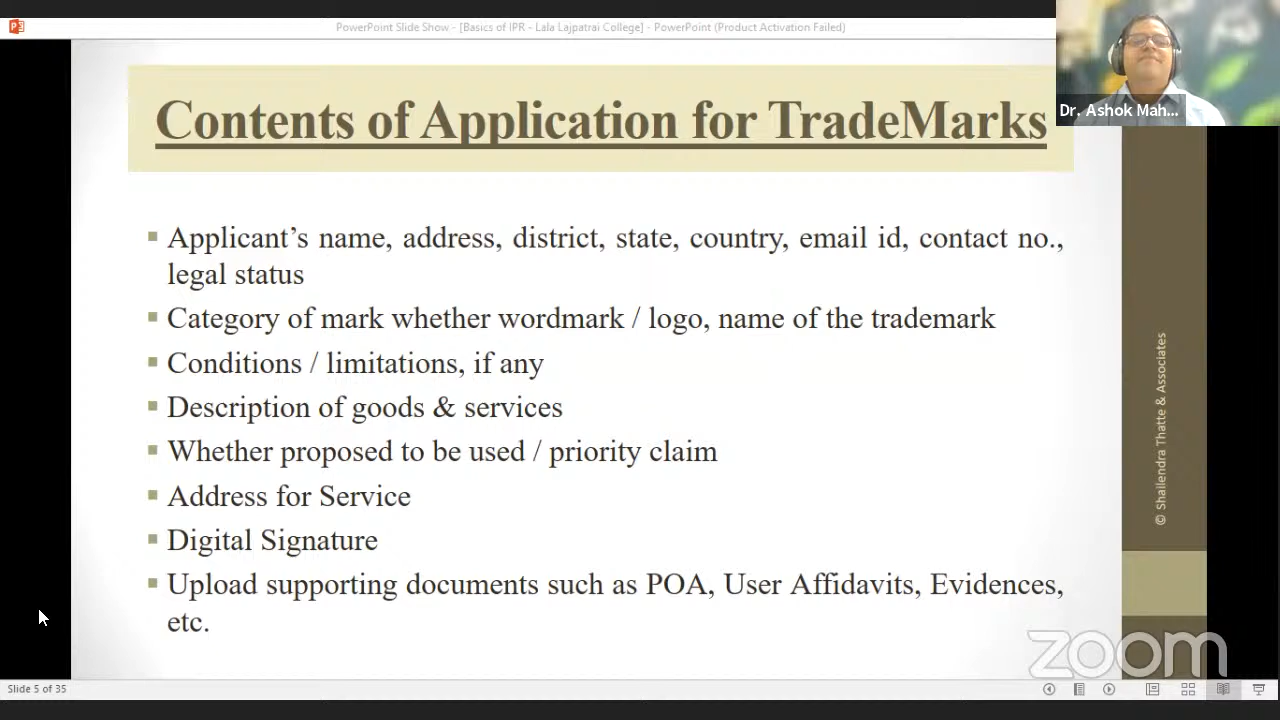 PowerPoint Slide Show - [Basics of IPR - Lala Lajpatrai College] - PowerPoint (Product Activation Failed)
Dr. Ashok Mah...
Contents of Application for TradeMarks
Applicant’s name, address, district, state, country, email id, contact no.,
legal status
Category of mark whether wordmark / logo, name of the trademark
Conditions / limitations, if any
Description of goods & services
Whether proposed to be used / priority claim
Address for Service
Digital Signature
Upload supporting documents such as POA, User Affidavits, Evidences,
etc.
© Shailendra Thatte & Associates
zoom
Slide 5 of 35